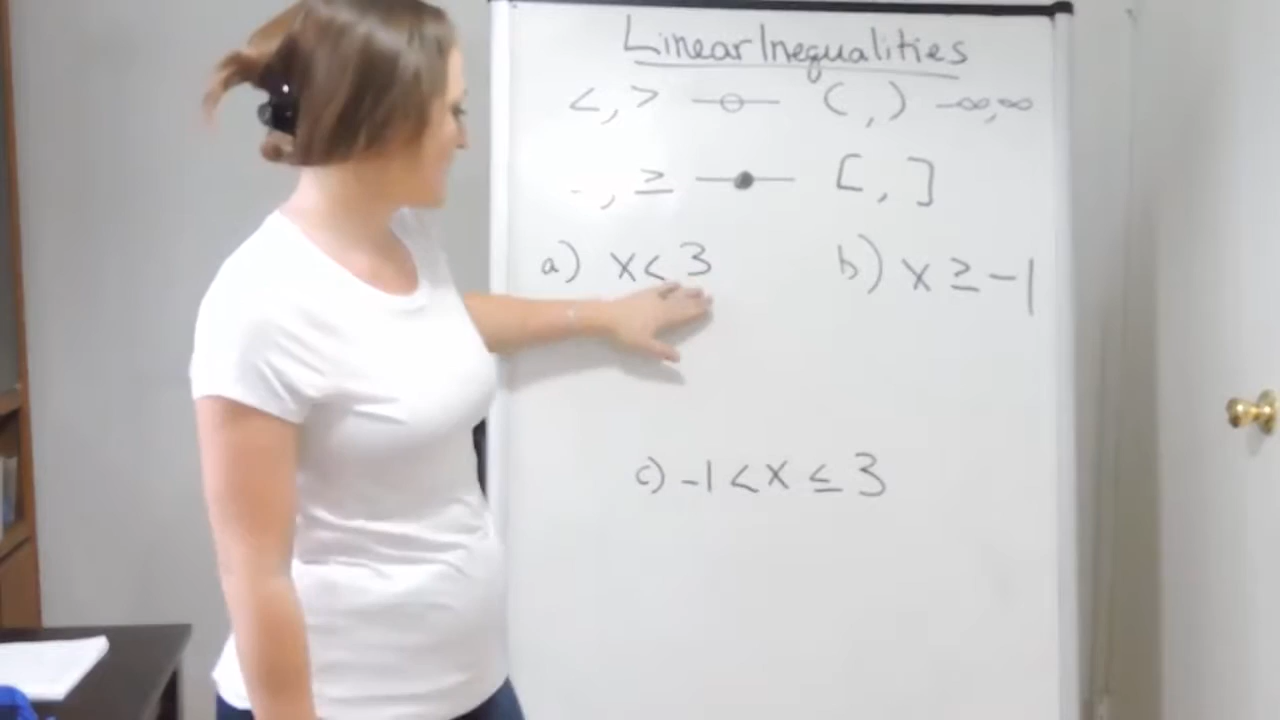 Linear Inequalities
<, > ( , ) -∞, ∞
, ≥ [ , ]
a) x < 3 b) x ≥ -1
c) -1 < x ≤ 3